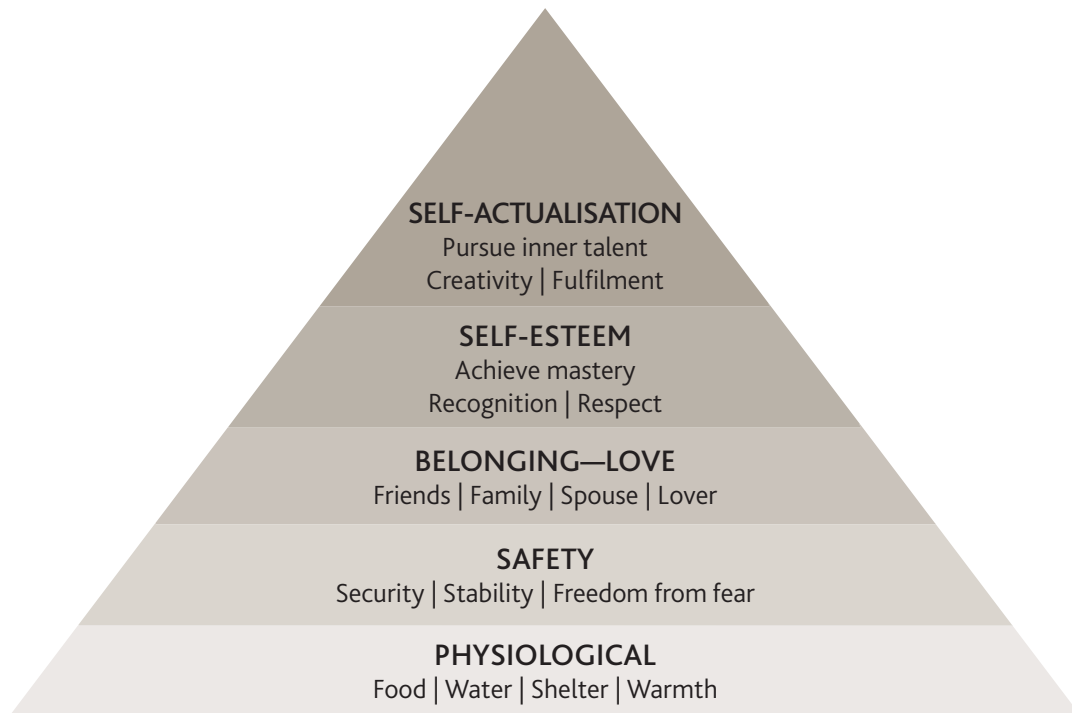 SELF-ACTUALISATION
Pursue inner talent
Creativity | Fulfilment
SELF-ESTEEM
Achieve mastery
Recognition | Respect
BELONGING—LOVE
Friends | Family | Spouse | Lover
SAFETY
Security | Stability | Freedom from fear
PHYSIOLOGICAL
Food | Water | Shelter | Warmth